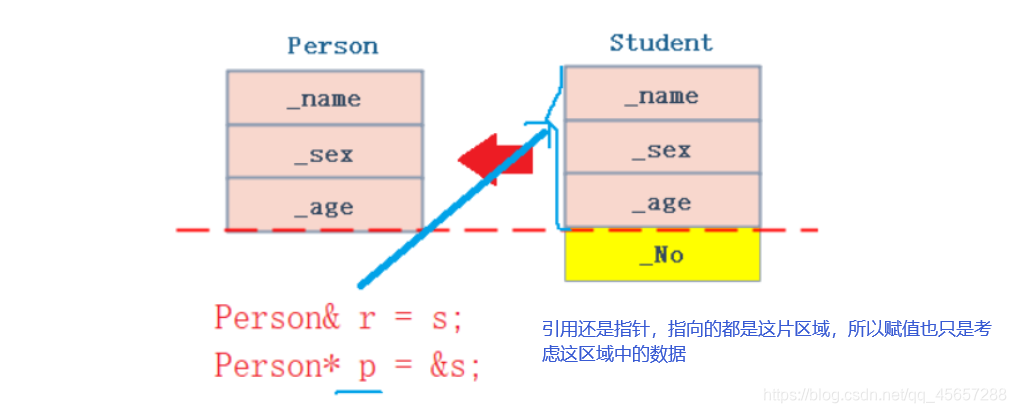 Person
Student
_name
_sex
_age
_name
_sex
_age
_No
Person& r = s;
Person* p = &s;
引用还是指针，指向的都是这片区域，所以赋值也只是考
虑这区域中的数据
https://blog.csdn.net/qq_45657288